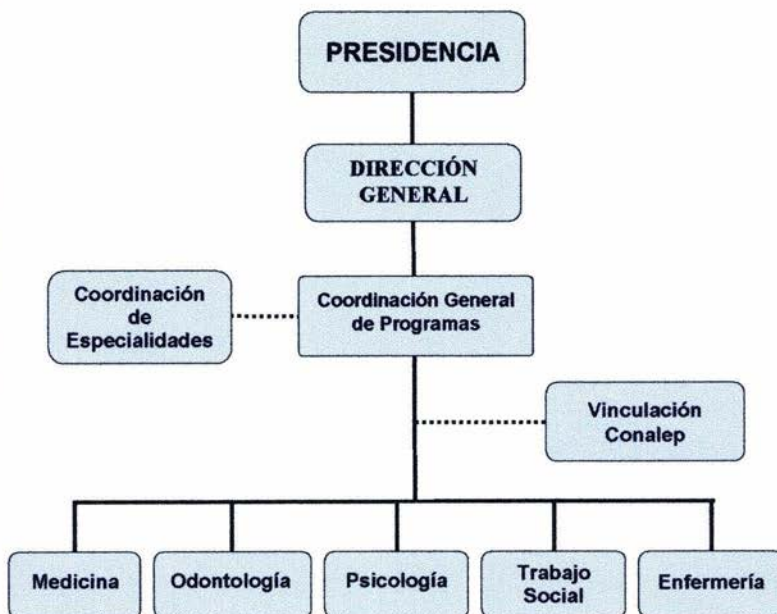 PRESIDENCIA
DIRECCIÓN
GENERAL
Coordinación
de
Especialidades
Coordinación General
de Programas
Vinculación
Conalep
Medicina
Odontología
Psicología
Trabajo
Social
Enfermería